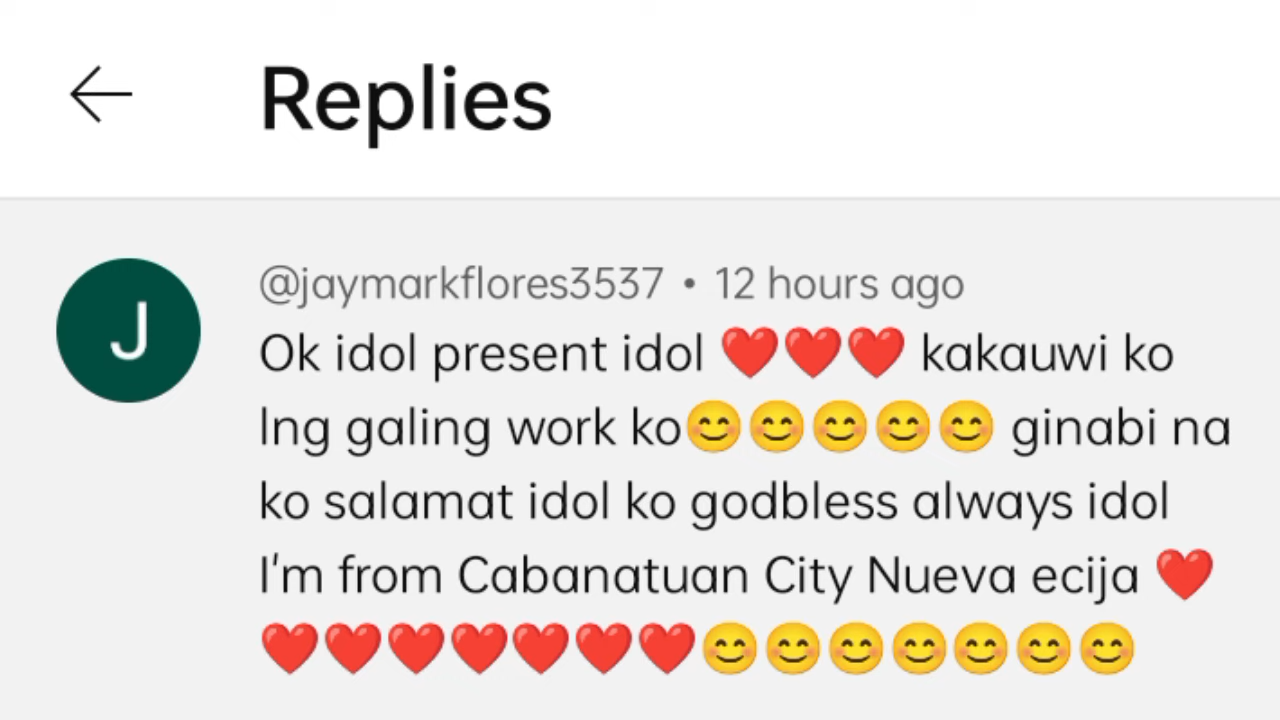 Replies
J
@jaymarkflores3537 • 12 hours ago
Ok idol present idol ❤️❤️❤️ kakauwi ko
lng galing work ko😊😊😊😊😊 ginabi na
ko salamat idol ko godbless always idol
I'm from Cabanatuan City Nueva ecija ❤️
❤️❤️❤️❤️❤️❤️❤️😊😊😊😊😊😊😊